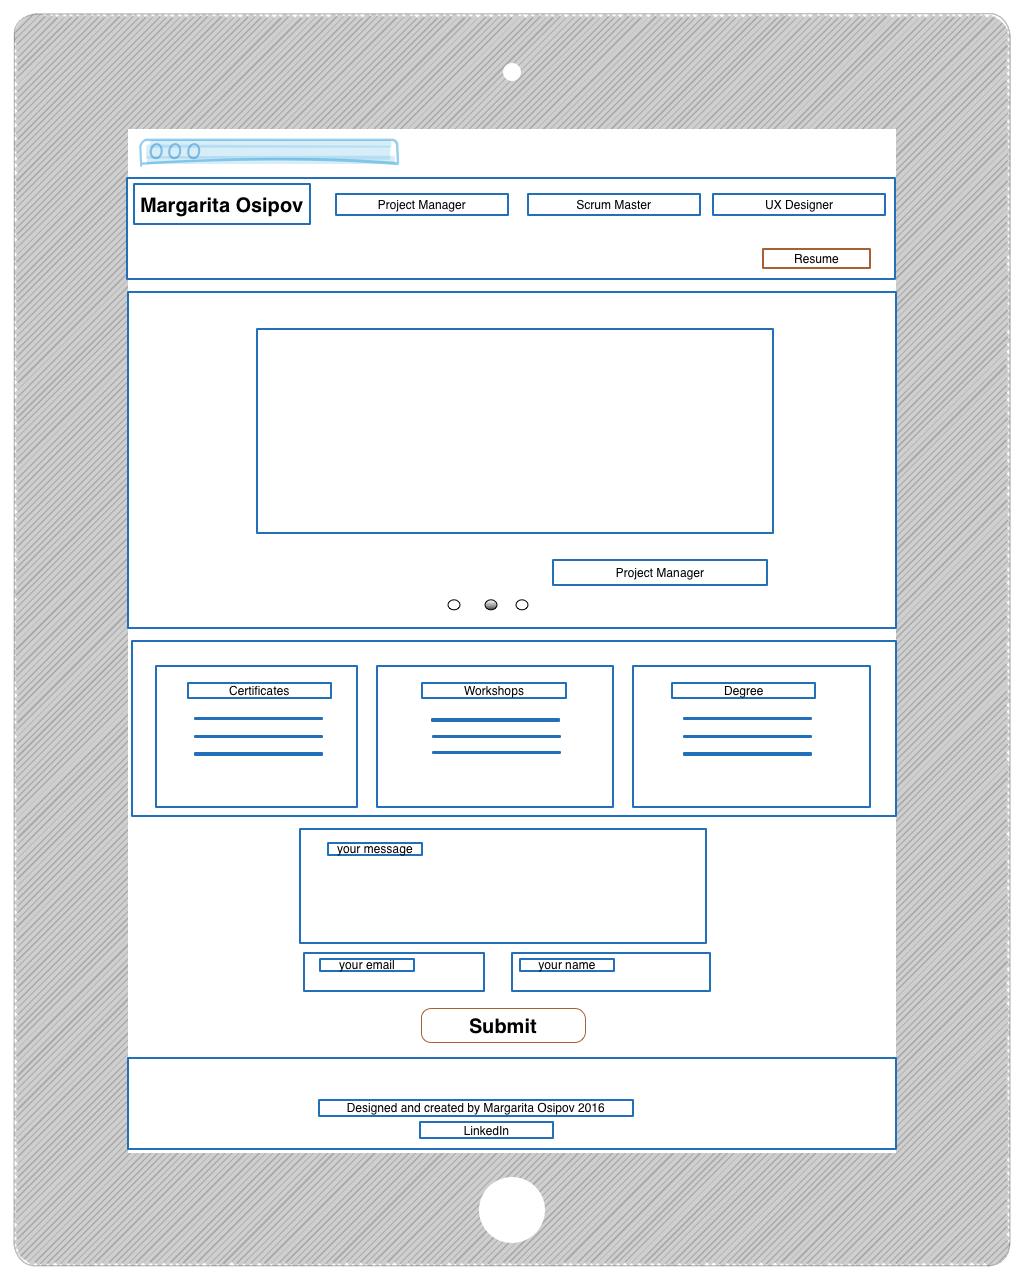 Margarita Osipov
Project Manager
Scrum Master
UX Designer
Resume
Project Manager
Certificates
Workshops
Degree
your message
your email
your name
Submit
Designed and created by Margarita Osipov 2016
LinkedIn